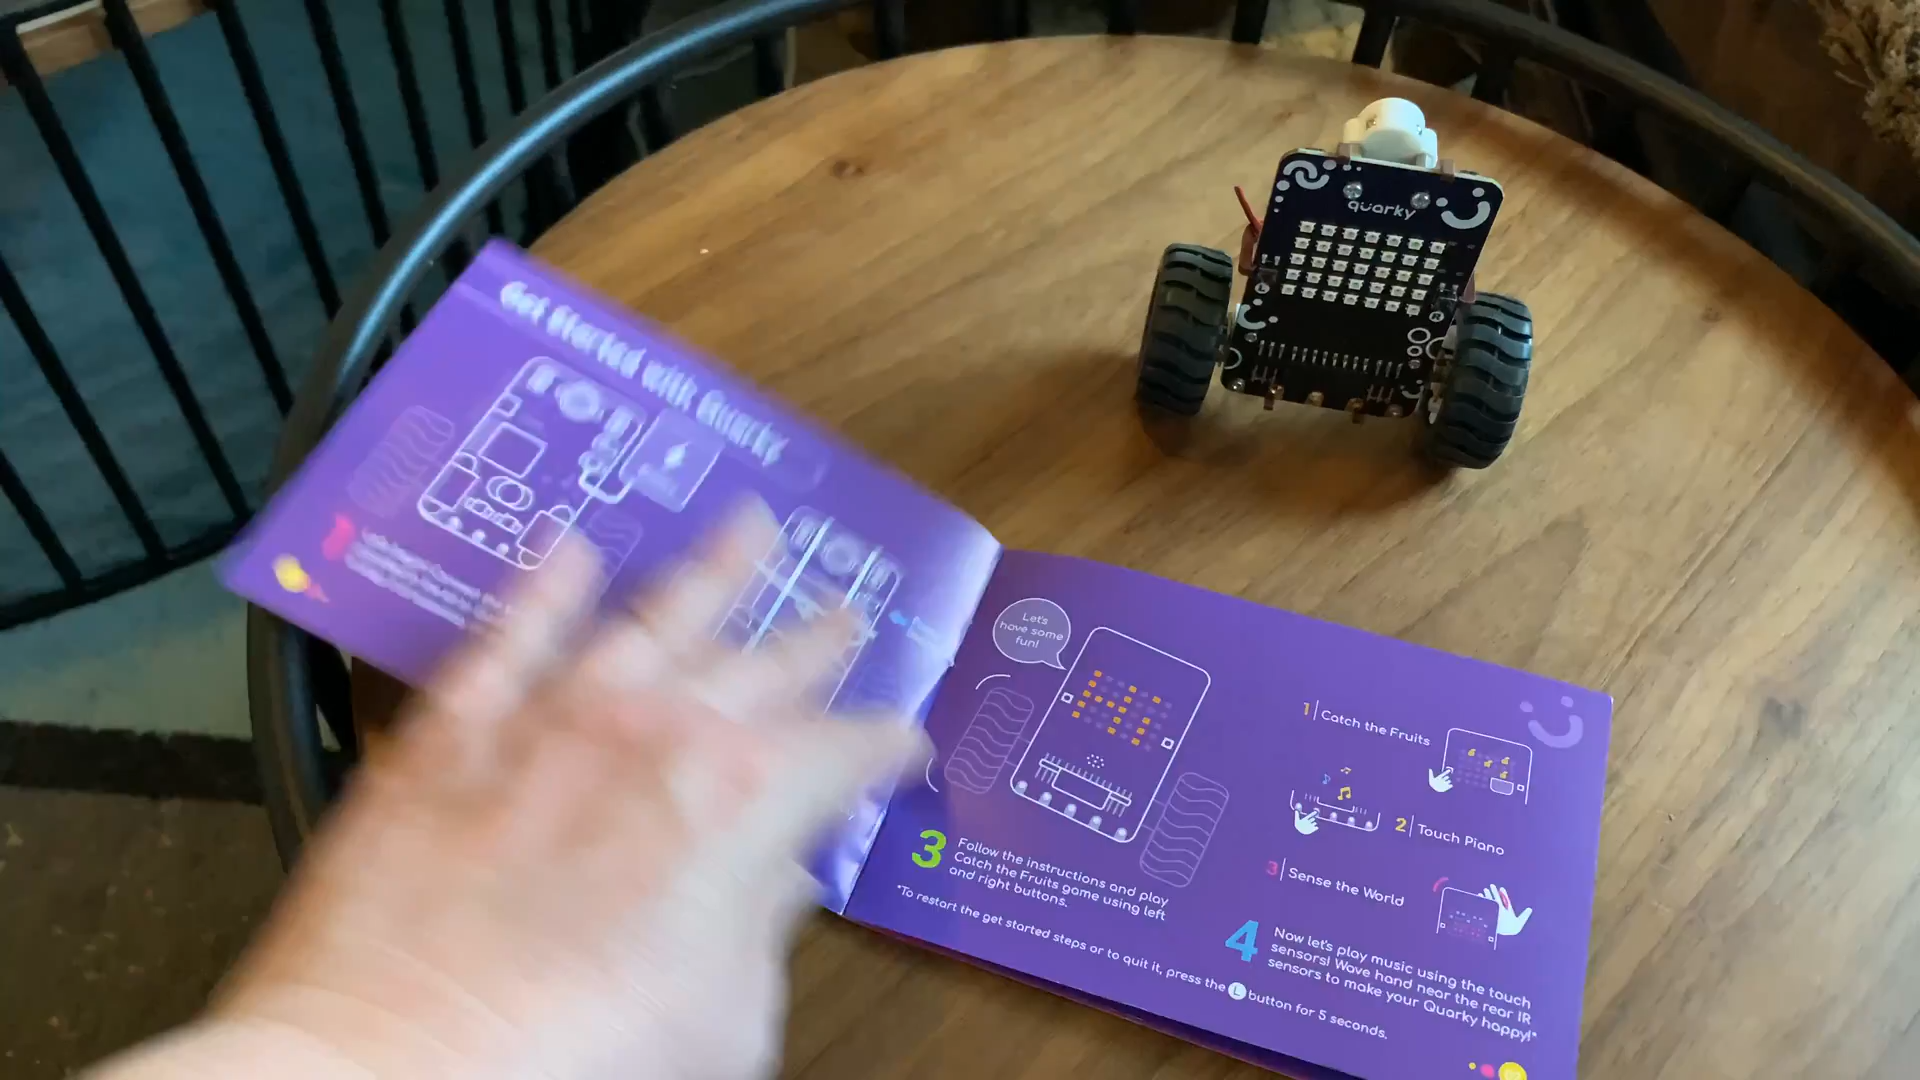 quarky
Get Started with Quarky
Let's
have some
fun!
1 | Catch the Fruits
2 | Touch Piano
3 | Sense the World
3
Follow the instructions and play
Catch the Fruits game using left
and right buttons.
*To restart the get started steps or to quit it, press the L button for 5 seconds.
4
Now let's play music using the touch
sensors! Wave hand near the rear IR
sensors to make your Quarky happy!*